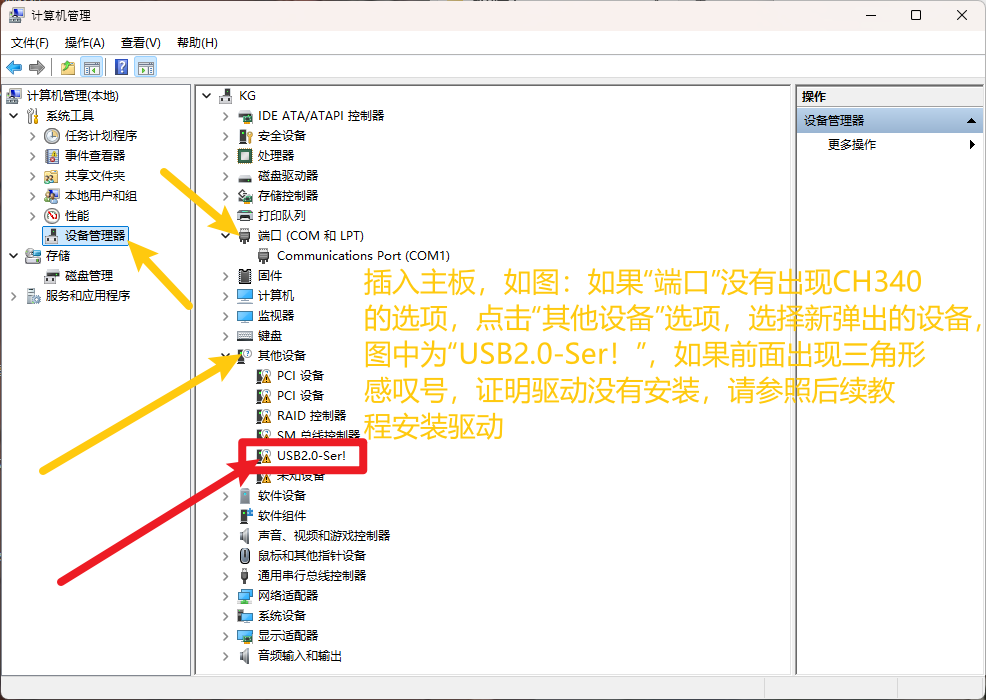 计算机管理
文件(F) 操作(A) 查看(V) 帮助(H)
计算机管理(本地)
系统工具
任务计划程序
事件查看器
共享文件夹
本地用户和组
性能
设备管理器
存储
磁盘管理
服务和应用程序
KG
IDE ATA/ATAPI 控制器
安全设备
处理器
磁盘驱动器
存储控制器
打印队列
端口 (COM 和 LPT)
Communications Port (COM1)
固件
计算机
监视器
键盘
其他设备
PCI 设备
PCI 设备
RAID 控制器
SM 总线控制器
USB2.0-Ser!
未知设备
软件设备
软件组件
声音、视频和游戏控制器
鼠标和其他指针设备
通用串行总线控制器
网络适配器
系统设备
显示适配器
音频输入和输出
插入主板，如图：如果“端口”没有出现CH340
的选项，点击“其他设备”选项，选择新弹出的设备，
图中为“USB2.0-Ser！”，如果前面出现三角形
感叹号，证明驱动没有安装，请参照后续教
程安装驱动
操作
设备管理器
更多操作